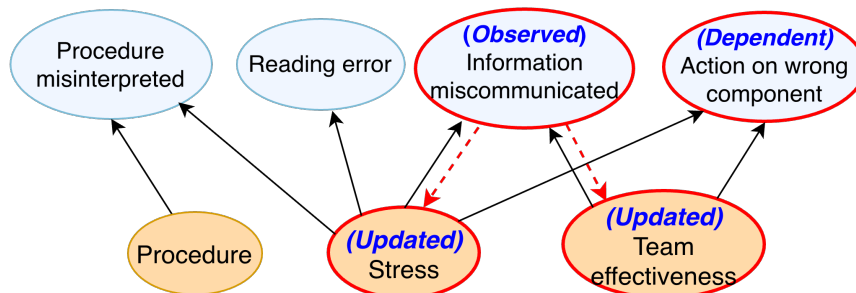 Procedure
misinterpreted
Reading error
(Observed)
Information
miscommunicated
(Dependent)
Action on wrong
component
Procedure
(Updated)
Stress
(Updated)
Team
effectiveness